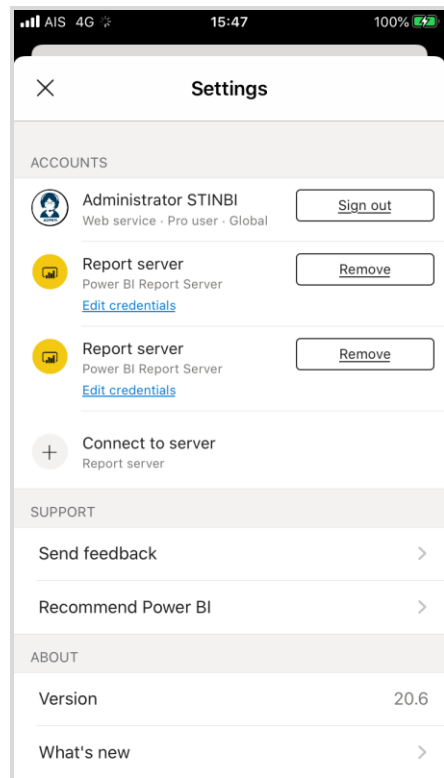 AIS 4G 15:47 100%
Settings
ACCOUNTS
Administrator STINBI
Web service · Pro user · Global
Sign out
Report server
Power BI Report Server
Edit credentials
Remove
Report server
Power BI Report Server
Edit credentials
Remove
Connect to server
Report server
SUPPORT
Send feedback
Recommend Power BI
ABOUT
Version 20.6
What's new